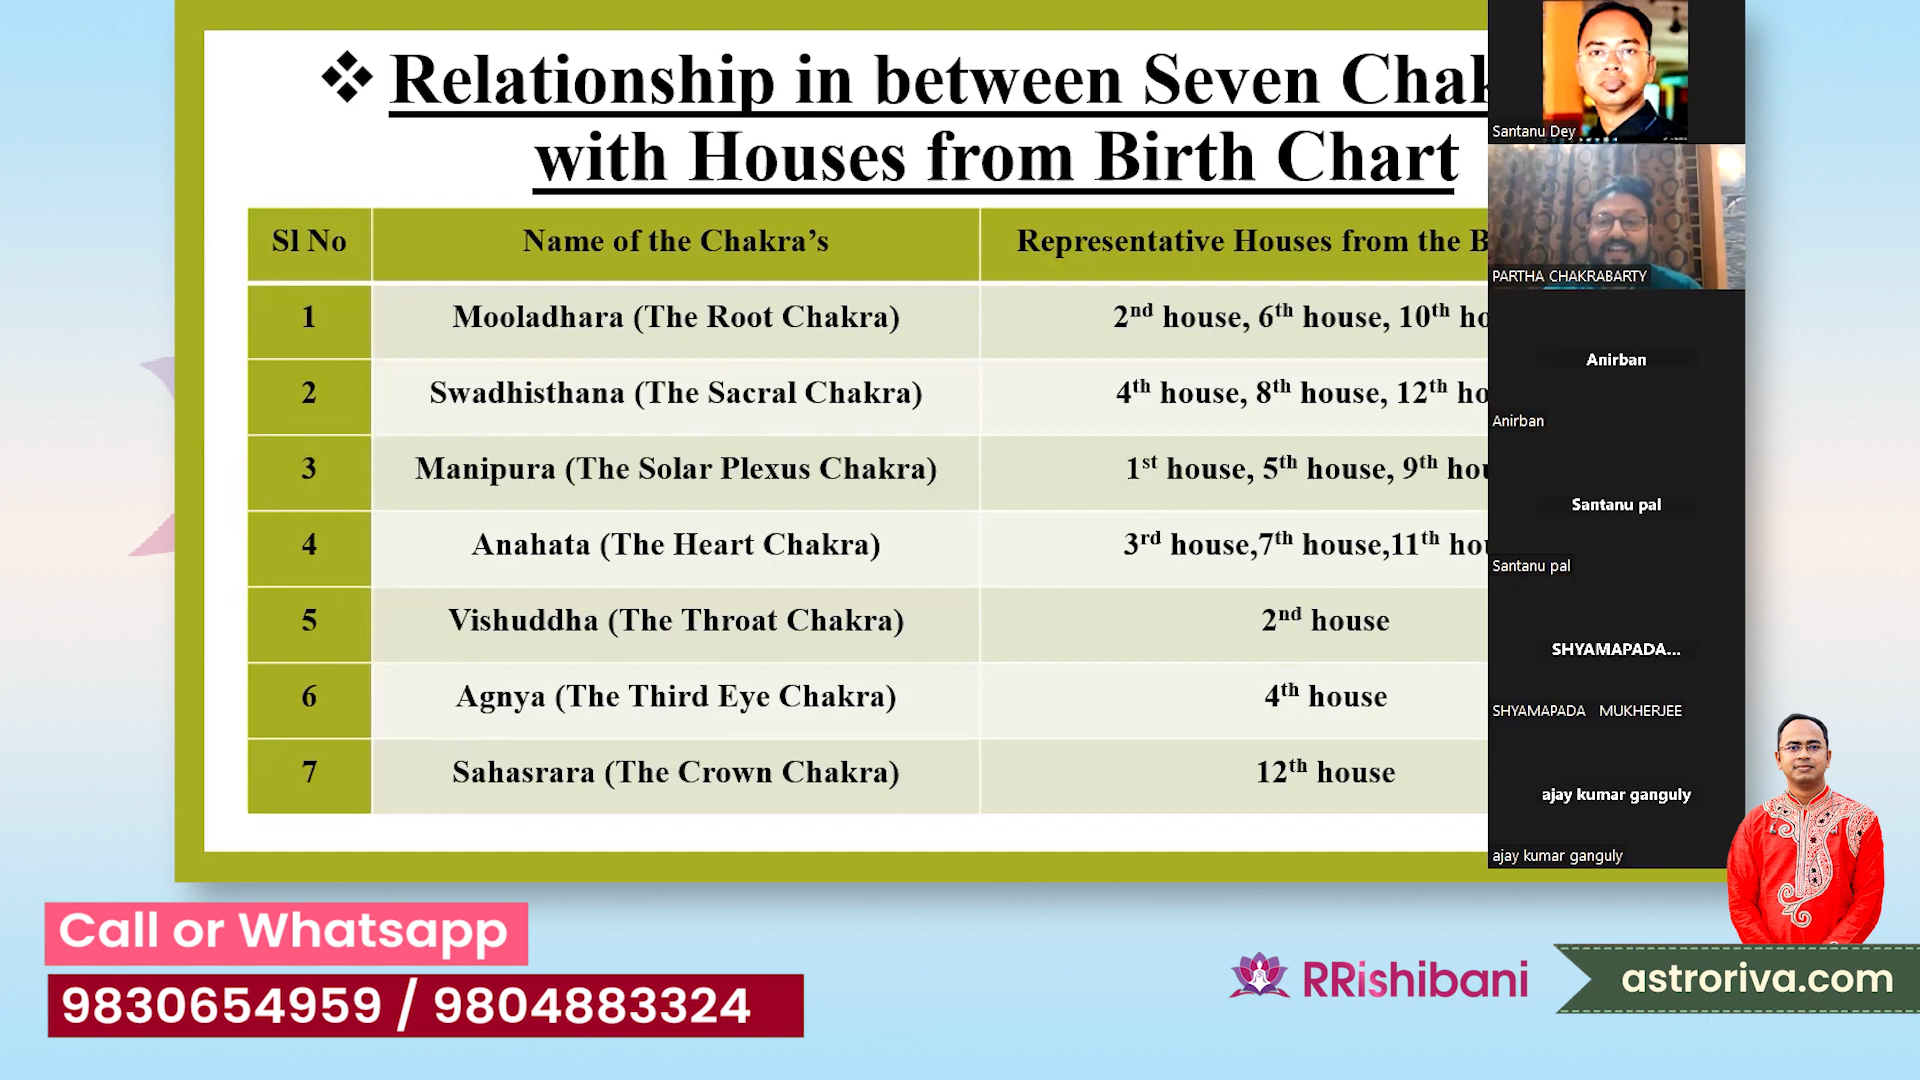 ❖ Relationship in between Seven Chak
with Houses from Birth Chart
Sl No Name of the Chakra’s Representative Houses from the B
1 Mooladhara (The Root Chakra) 2nd house, 6th house, 10th ho
2 Swadhisthana (The Sacral Chakra) 4th house, 8th house, 12th ho
3 Manipura (The Solar Plexus Chakra) 1st house, 5th house, 9th hou
4 Anahata (The Heart Chakra) 3rd house,7th house,11th hou
5 Vishuddha (The Throat Chakra) 2nd house
6 Agnya (The Third Eye Chakra) 4th house
7 Sahasrara (The Crown Chakra) 12th house
Santanu Dey
PARTHA CHAKRABARTY
Anirban
Anirban
Santanu pal
Santanu pal
SHYAMAPADA...
SHYAMAPADA MUKHERJEE
ajay kumar ganguly
ajay kumar ganguly
Call or Whatsapp
9830654959 / 9804883324
RRishibani
astroriva.com